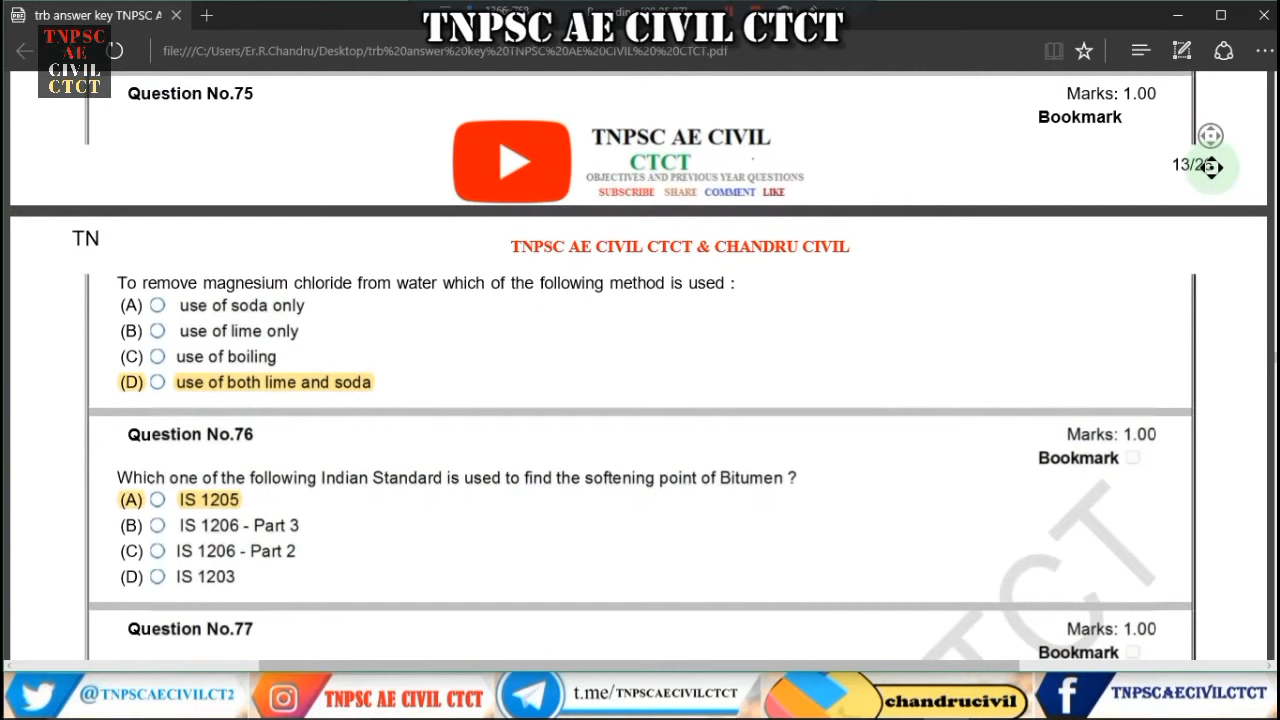 trb answer key TNPSC A
TNPSC AE CIVIL CTCT
TNPSC
AE
CIVIL
CTCT
file:///C:/Users/Er.R.Chandru/Desktop/trb%20answer%20key%20TNPSC%20AE%20CIVIL%20%20CTCT.pdf
Question No.75
Marks: 1.00
Bookmark
TNPSC AE CIVIL
CTCT
OBJECTIVES AND PREVIOUS YEAR QUESTIONS
SUBSCRIBE SHARE COMMENT LIKE
TN
TNPSC AE CIVIL CTCT & CHANDRU CIVIL
To remove magnesium chloride from water which of the following method is used :
(A) use of soda only
(B) use of lime only
(C) use of boiling
(D) use of both lime and soda
Question No.76
Marks: 1.00
Bookmark
Which one of the following Indian Standard is used to find the softening point of Bitumen ?
(A) IS 1205
(B) IS 1206 - Part 3
(C) IS 1206 - Part 2
(D) IS 1203
Question No.77
Marks: 1.00
Bookmark
TCT
@TNPSCAECIVILCT2
TNPSC AE CIVIL CTCT
t.me/TNPSCAECIVILCTCT
chandrucivil
TNPSCAECIVILCTCT